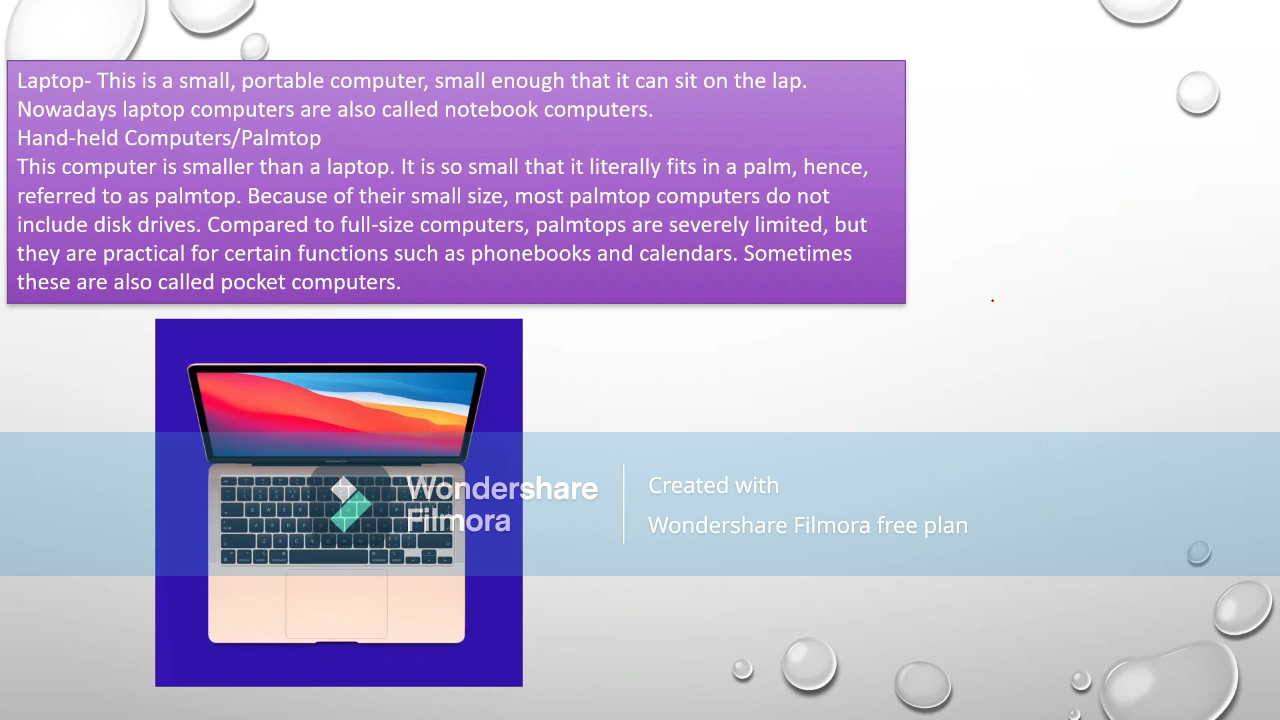 Laptop- This is a small, portable computer, small enough that it can sit on the lap.
Nowadays laptop computers are also called notebook computers.
Hand-held Computers/Palmtop
This computer is smaller than a laptop. It is so small that it literally fits in a palm, hence,
referred to as palmtop. Because of their small size, most palmtop computers do not
include disk drives. Compared to full-size computers, palmtops are severely limited, but
they are practical for certain functions such as phonebooks and calendars. Sometimes
these are also called pocket computers.
Wondershare
Filmora
Created with
Wondershare Filmora free plan